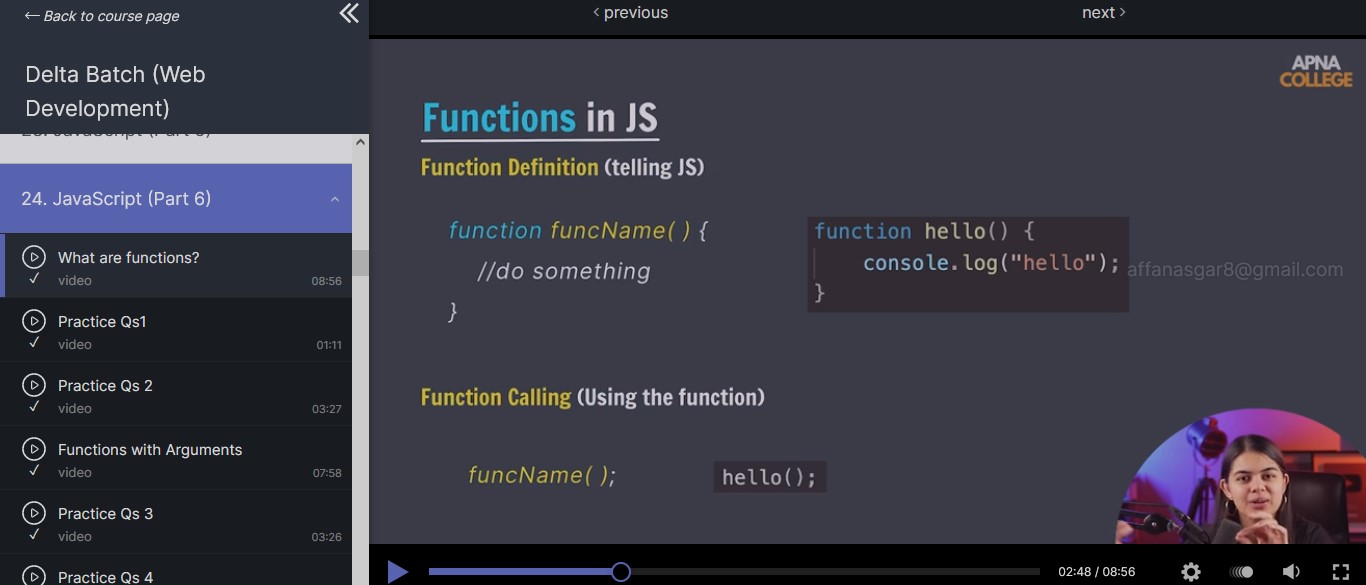 ← Back to course page
Delta Batch (Web
Development)
24. JavaScript (Part 6)
What are functions?
video
08:56
Practice Qs1
video
01:11
Practice Qs 2
video
03:27
Functions with Arguments
video
07:58
Practice Qs 3
video
03:26
Practice Qs 4
< previous
next >
APNA
COLLEGE
Functions in JS
Function Definition (telling JS)
function funcName( ) {
//do something
}
function hello() {
console.log("hello");
}
affanasgar8@gmail.com
Function Calling (Using the function)
funcName( );
hello();
02:48 / 08:56